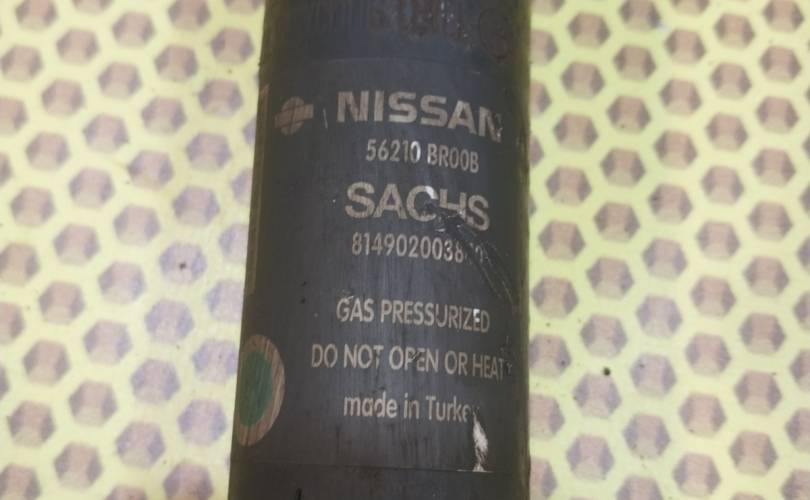 NISSAN
56210 BR00B
SACHS
GAS PRESSURIZED
DO NOT OPEN OR HEAT
made in Turkey